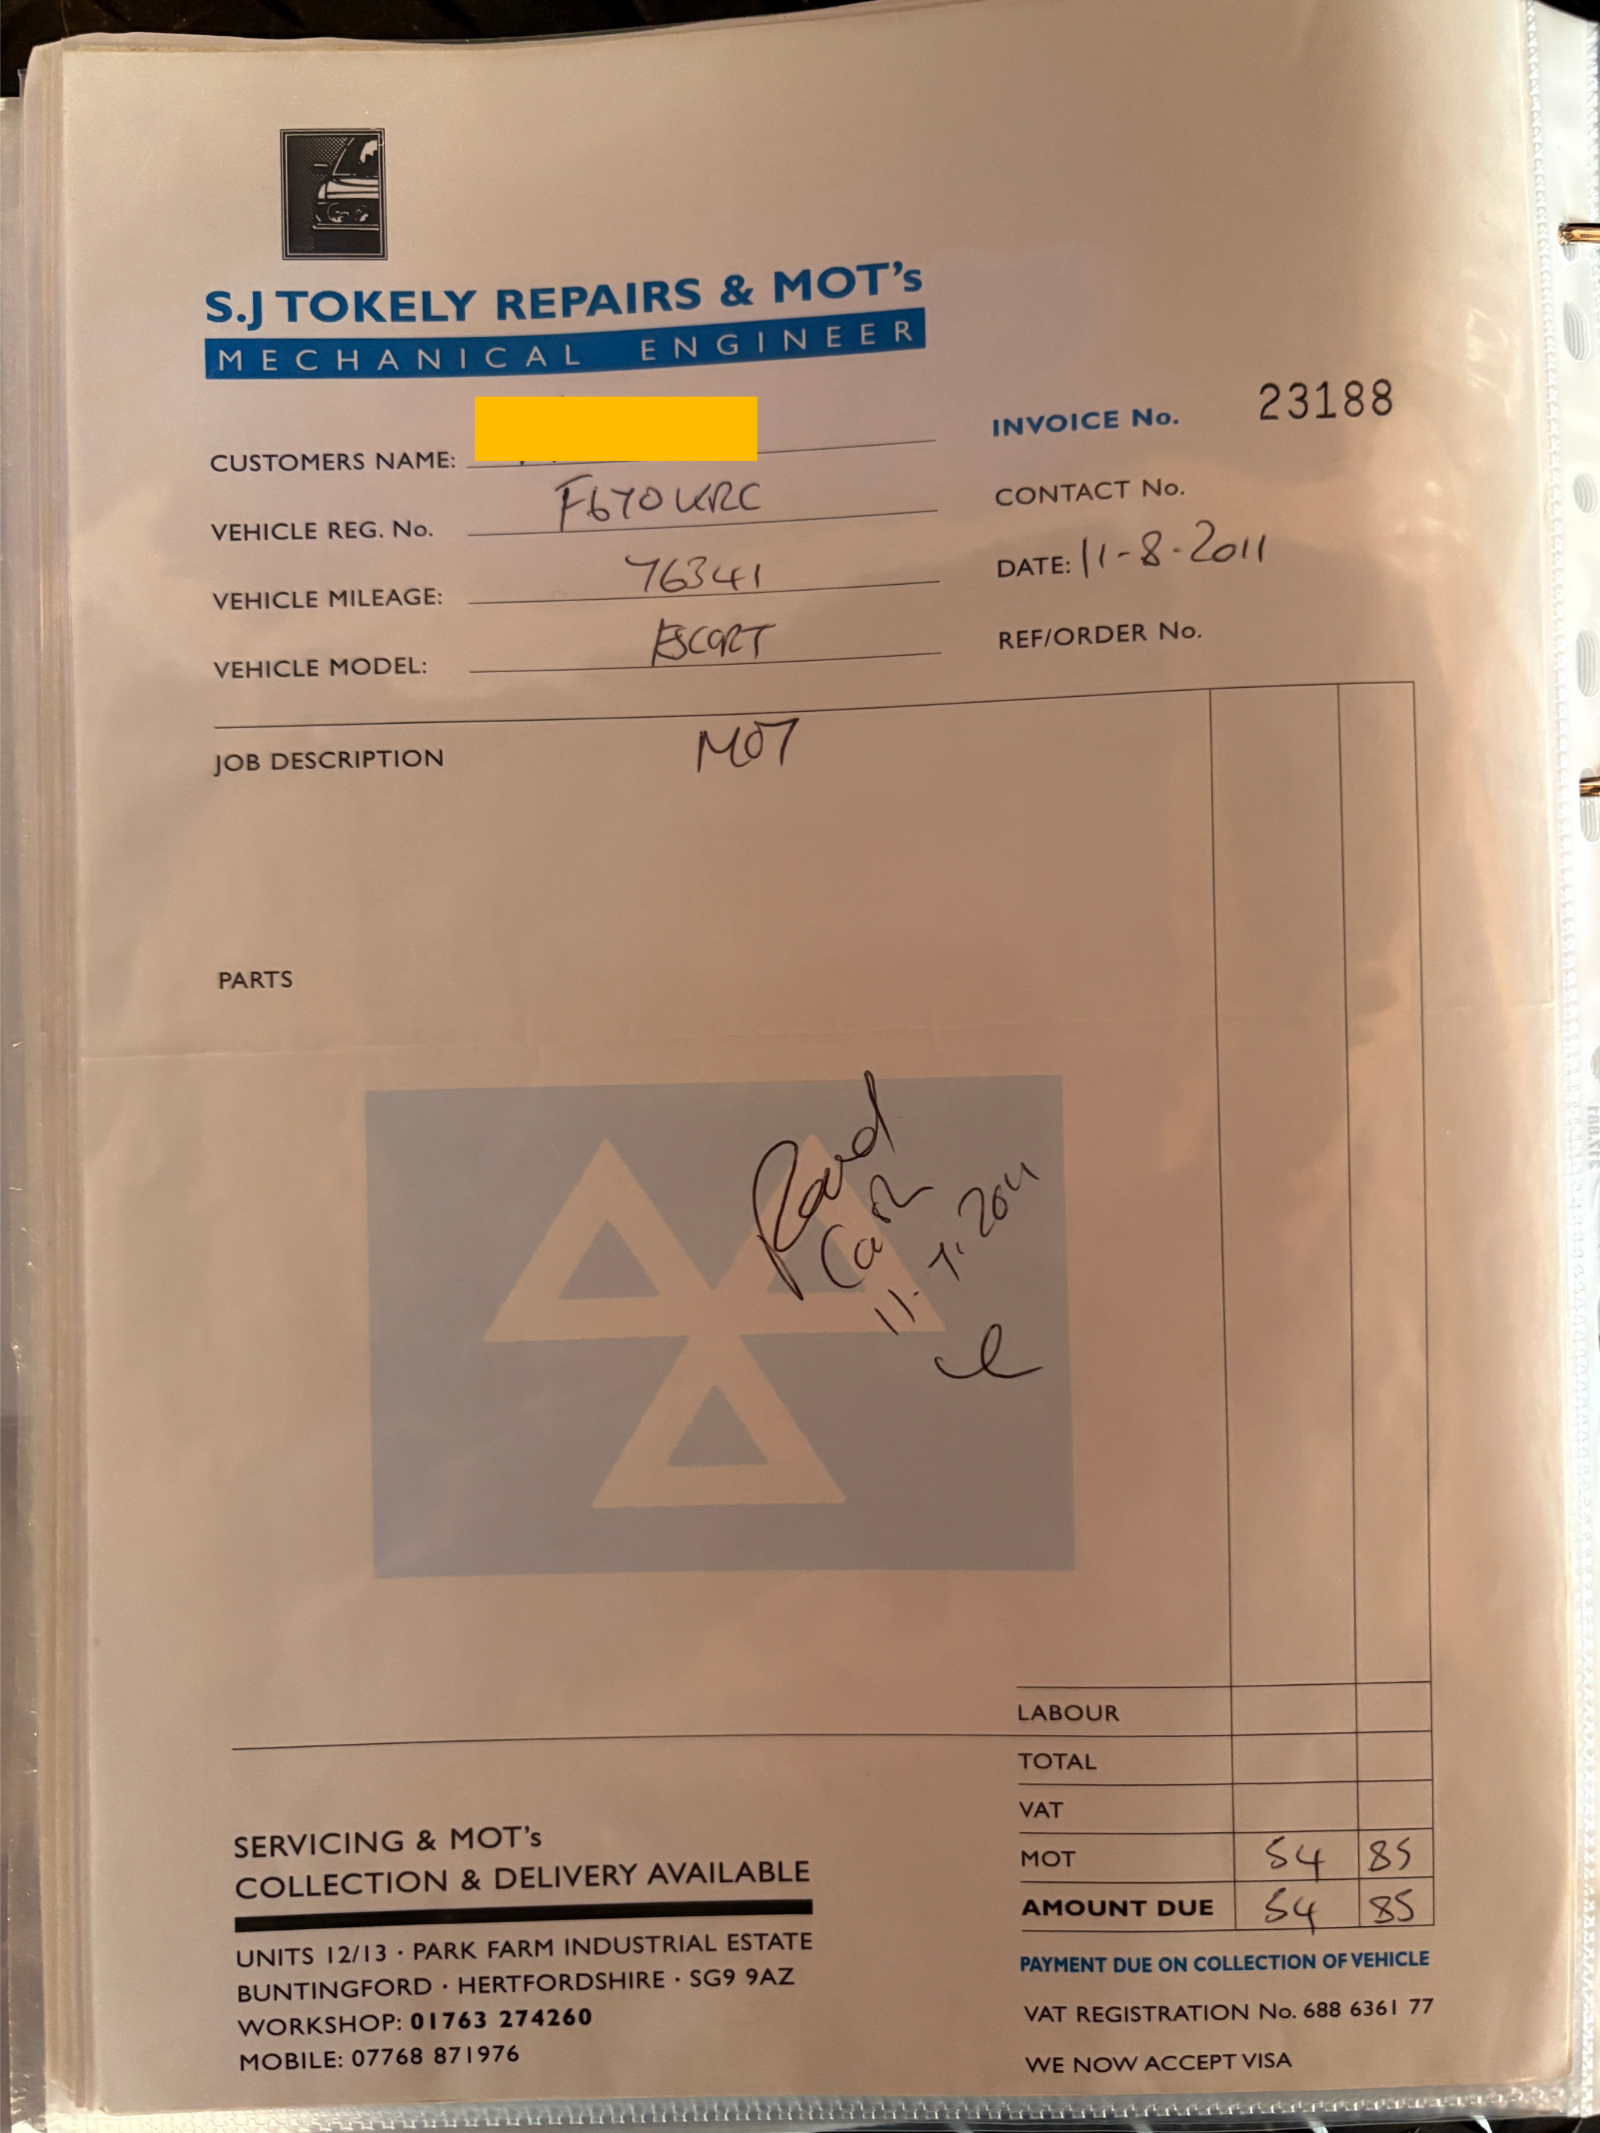 S.J TOKELY REPAIRS & MOT's
MECHANICAL ENGINEER
INVOICE No. 23188
CUSTOMERS NAME:
CONTACT No.
VEHICLE REG. No. F670URC
DATE: 11-8-2011
VEHICLE MILEAGE: 76341
REF/ORDER No.
VEHICLE MODEL: ESCORT
JOB DESCRIPTION MOT
PARTS
Paid
Cash
11.7.2011
LABOUR
TOTAL
VAT
MOT 54 85
AMOUNT DUE 54 85
SERVICING & MOT's
COLLECTION & DELIVERY AVAILABLE
UNITS 12/13 · PARK FARM INDUSTRIAL ESTATE
BUNTINGFORD · HERTFORDSHIRE · SG9 9AZ
WORKSHOP: 01763 274260
MOBILE: 07768 871976
PAYMENT DUE ON COLLECTION OF VEHICLE
VAT REGISTRATION No. 688 6361 77
WE NOW ACCEPT VISA